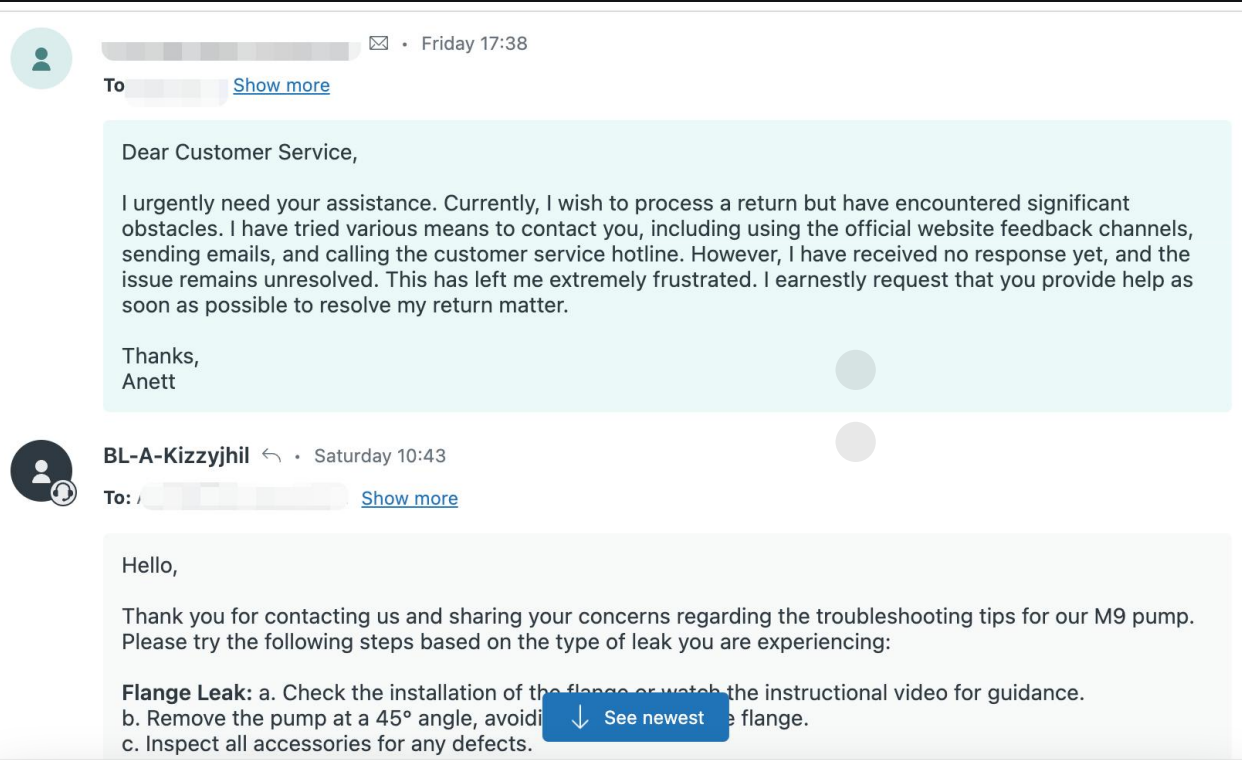 Friday 17:38
To Show more
Dear Customer Service,
I urgently need your assistance. Currently, I wish to process a return but have encountered significant
obstacles. I have tried various means to contact you, including using the official website feedback channels,
sending emails, and calling the customer service hotline. However, I have received no response yet, and the
issue remains unresolved. This has left me extremely frustrated. I earnestly request that you provide help as
soon as possible to resolve my return matter.
Thanks,
Anett
BL-A-Kizzyjhil • Saturday 10:43
To: Show more
Hello,
Thank you for contacting us and sharing your concerns regarding the troubleshooting tips for our M9 pump.
Please try the following steps based on the type of leak you are experiencing:
Flange Leak: a. Check the installation of the flange or watch the instructional video for guidance.
b. Remove the pump at a 45° angle, flange.
See newest
c. Inspect all accessories for any defects.